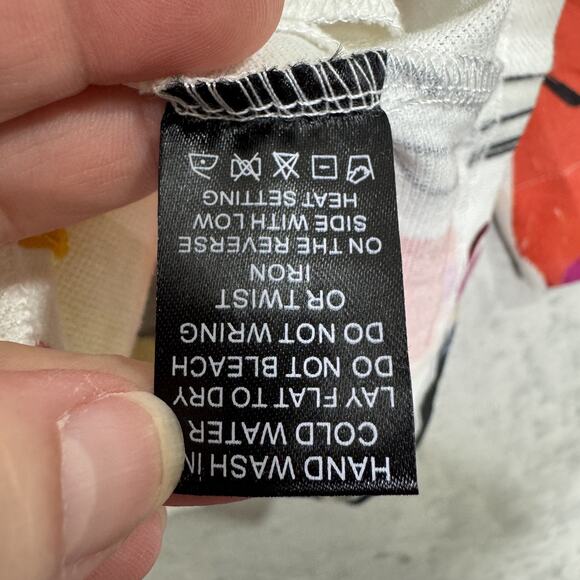 HAND WASH IN
COLD WATER
LAY FLAT TO DRY
DO NOT BLEACH
DO NOT WRING
OR TWIST
IRON
ON THE REVERSE
SIDE WITH LOW
HEAT SETTING